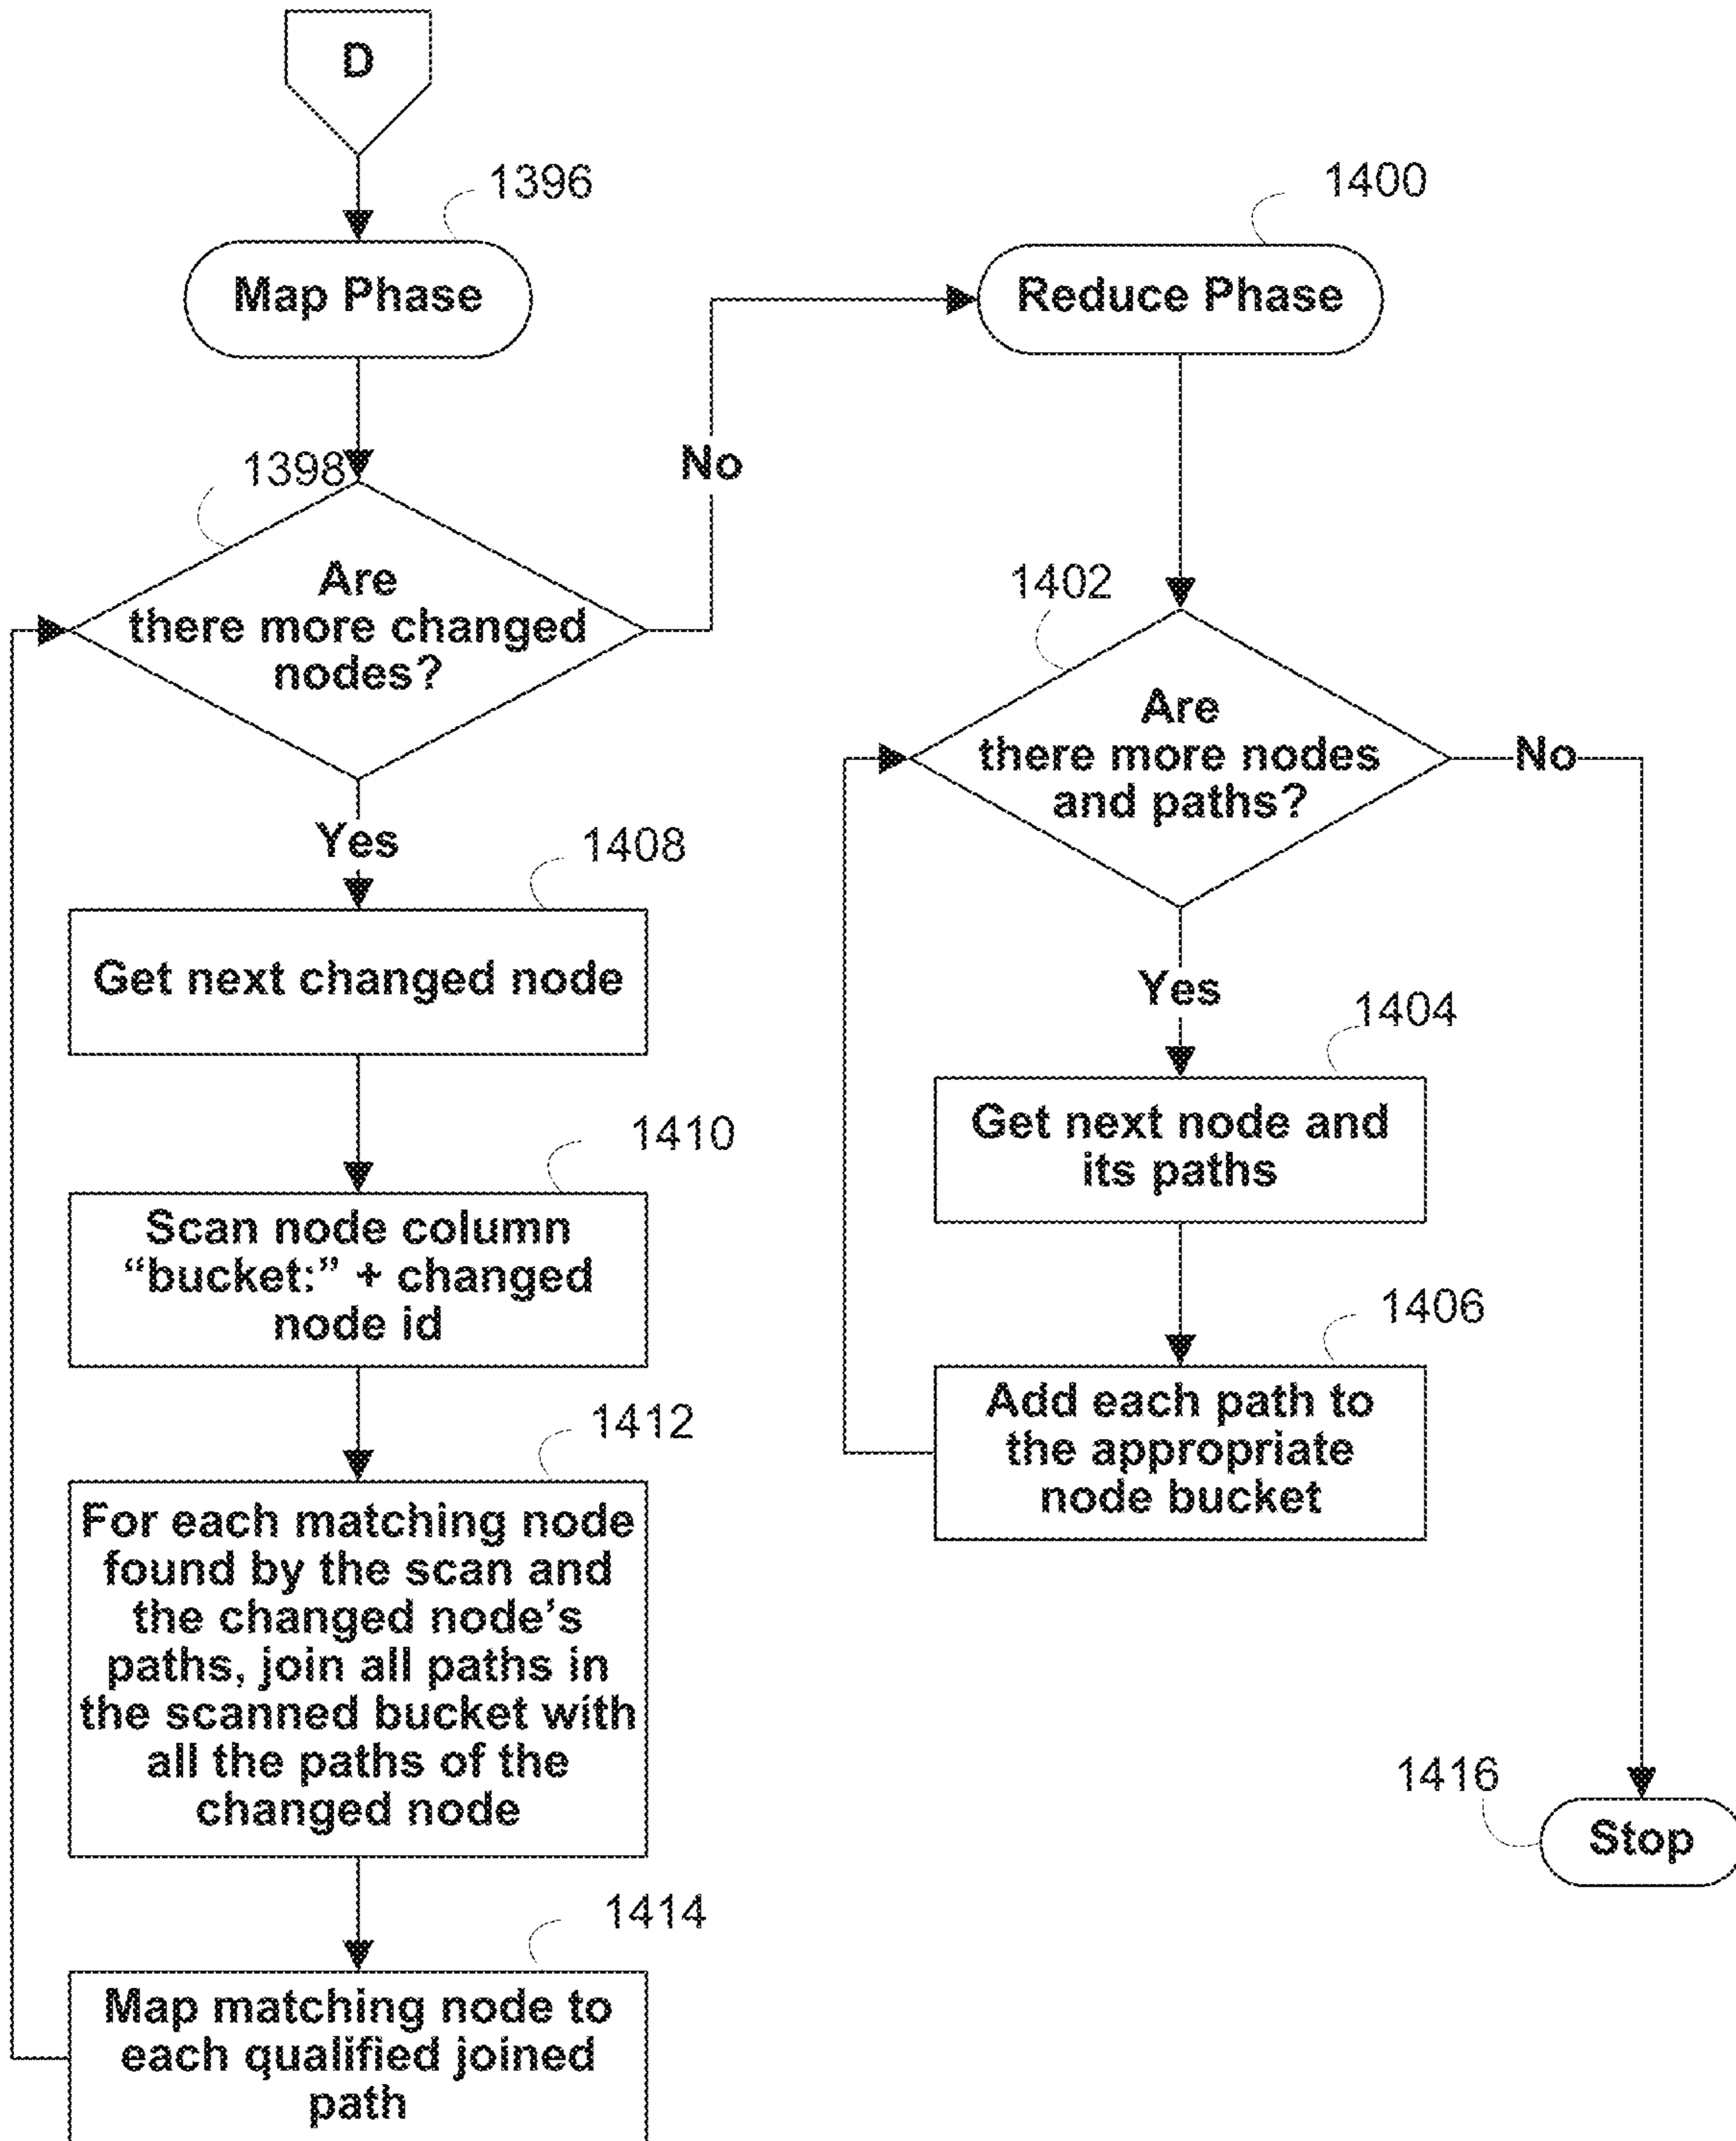 D
1396
Map Phase
1398
Are
there more changed
nodes?
No
Yes
1408
Get next changed node
1410
Scan node column
“bucket:” + changed
node id
1412
For each matching node
found by the scan and
the changed node’s
paths, join all paths in
the scanned bucket with
all the paths of the
changed node
1414
Map matching node to
each qualified joined
path
1400
Reduce Phase
1402
Are
there more nodes
and paths?
No
Yes
1404
Get next node and
its paths
1406
Add each path to
the appropriate
node bucket
1416
Stop